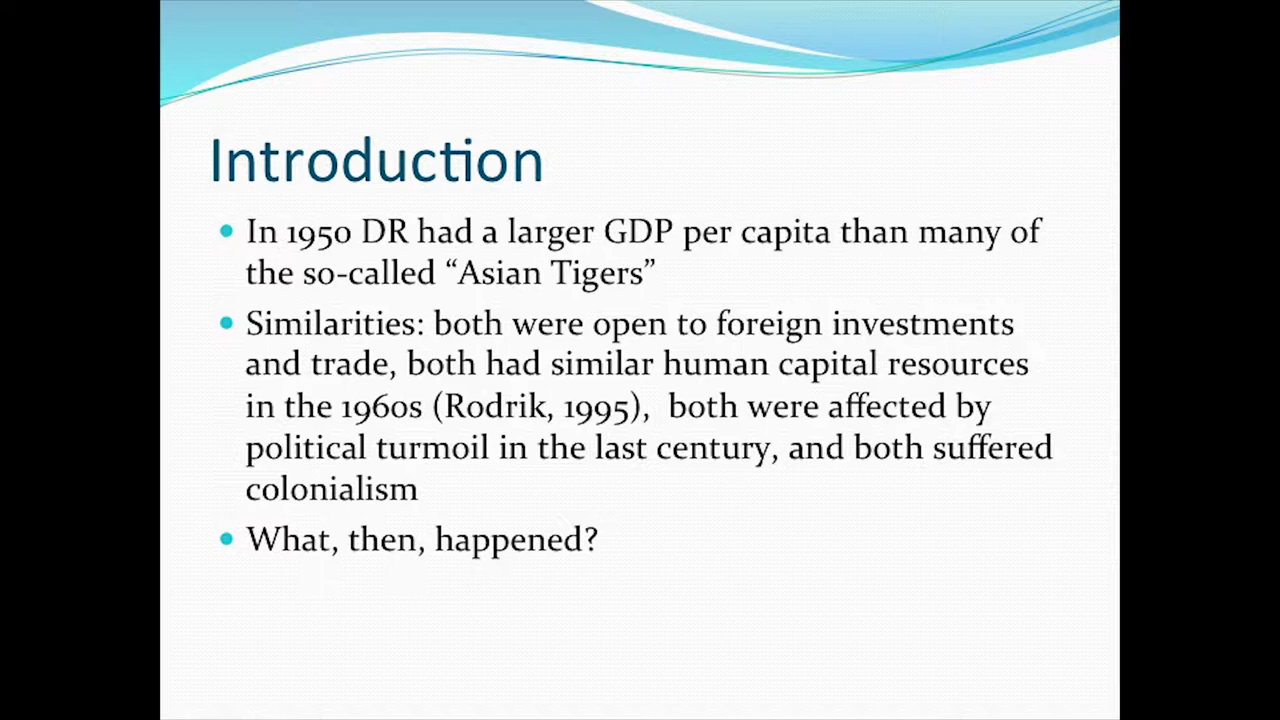 Introduction
In 1950 DR had a larger GDP per capita than many of
the so-called “Asian Tigers”
Similarities: both were open to foreign investments
and trade, both had similar human capital resources
in the 1960s (Rodrik, 1995),  both were affected by
political turmoil in the last century, and both suffered
colonialism
What, then, happened?